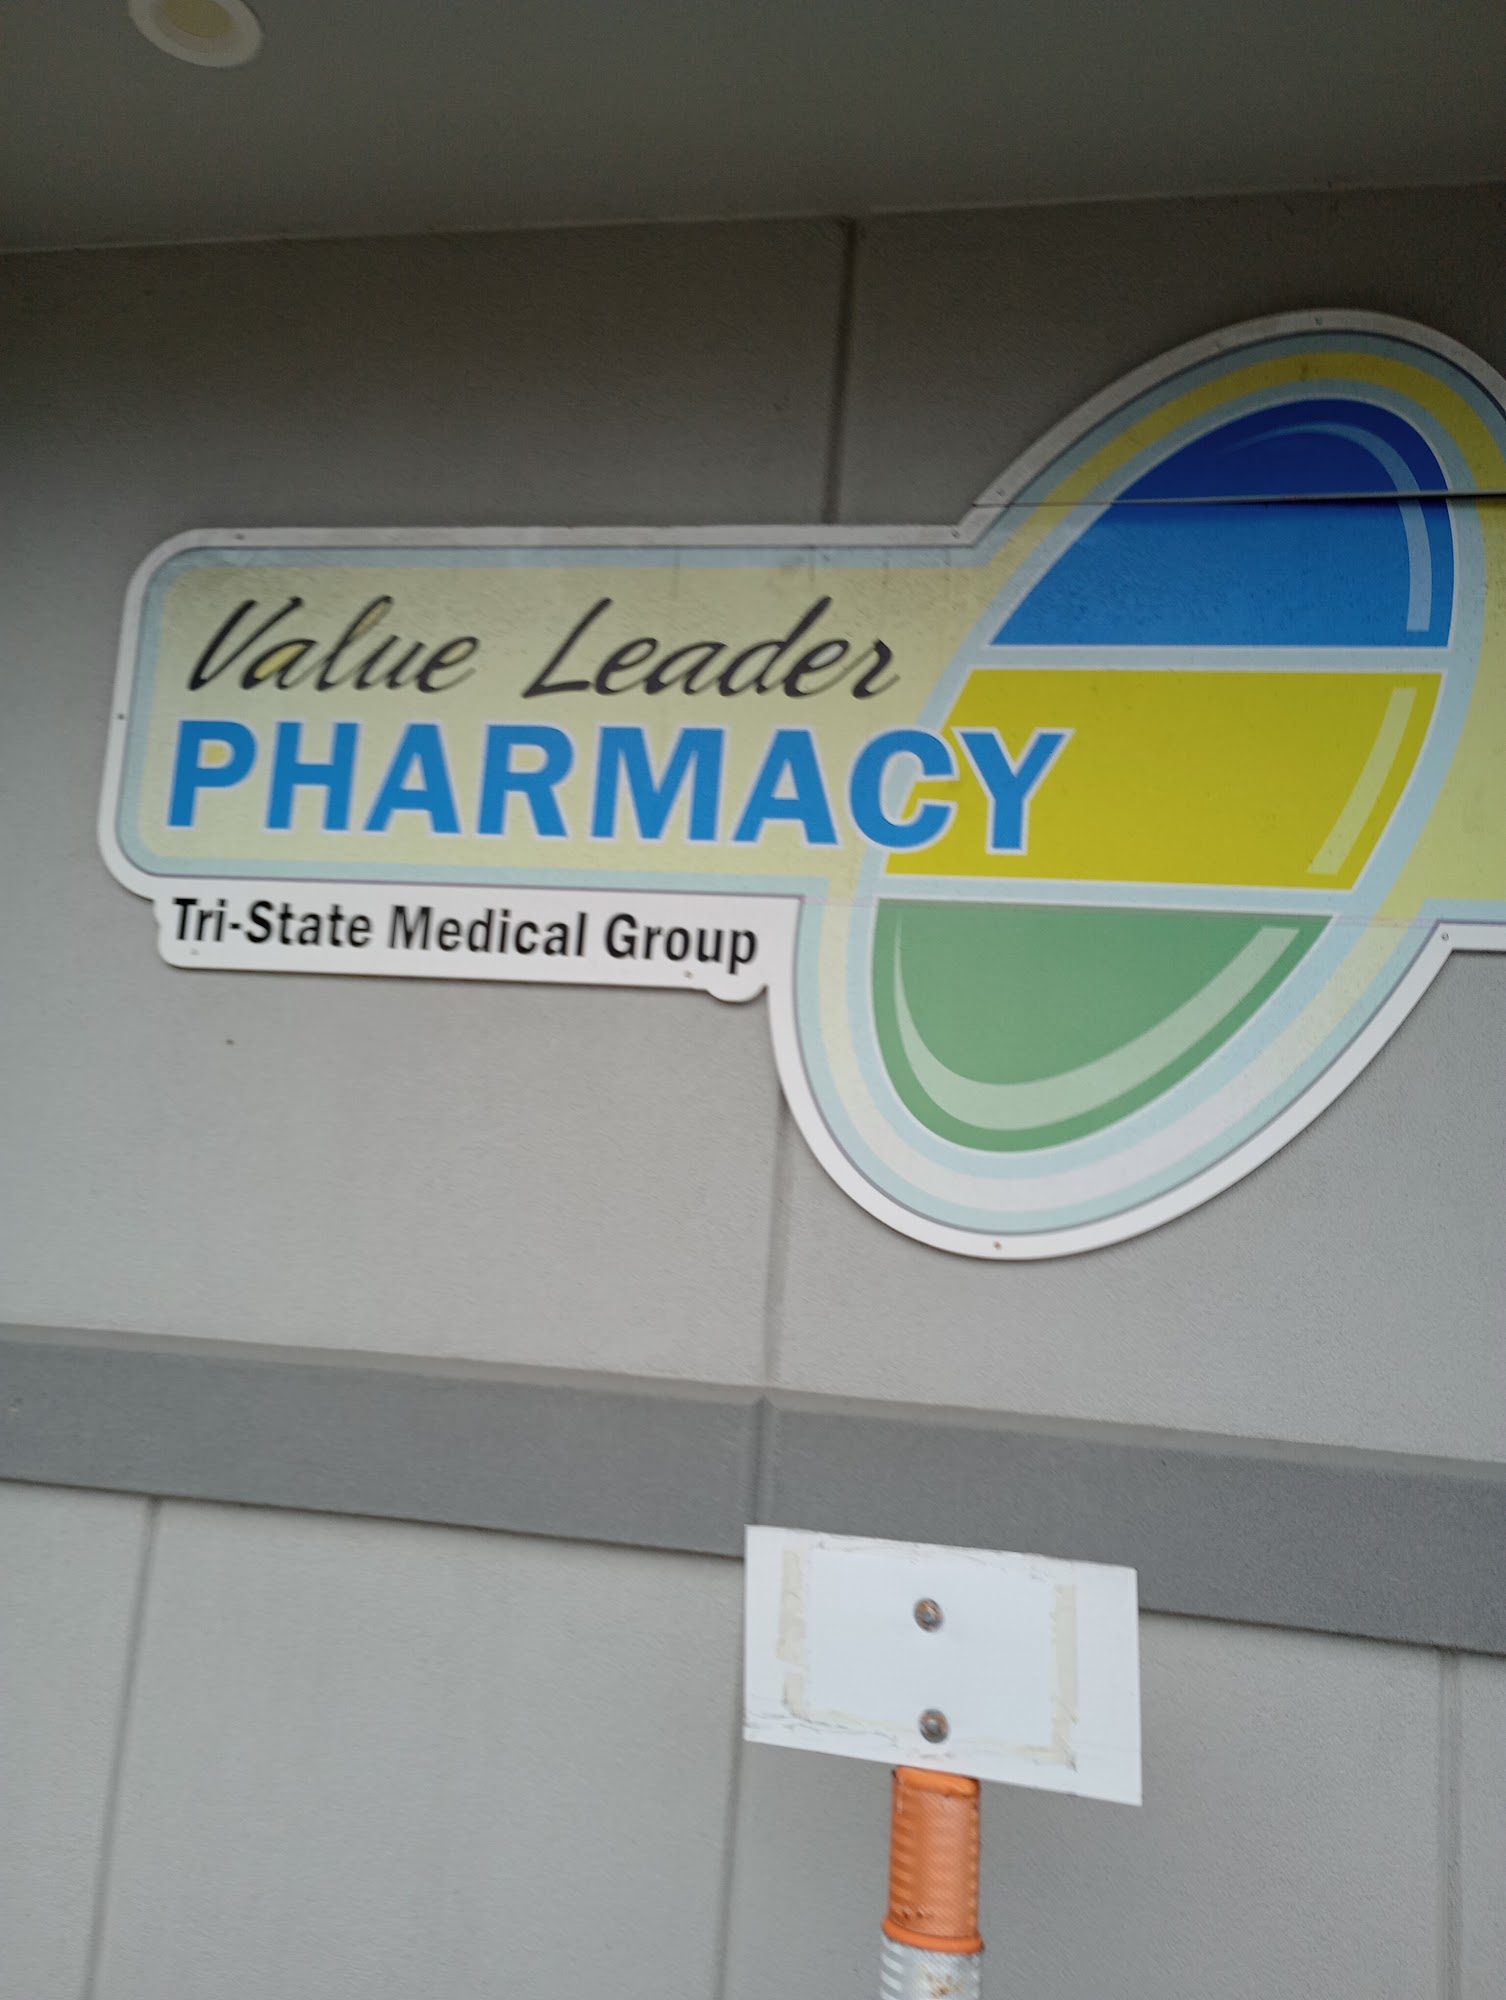 Value Leader
PHARMACY
Tri-State Medical Group